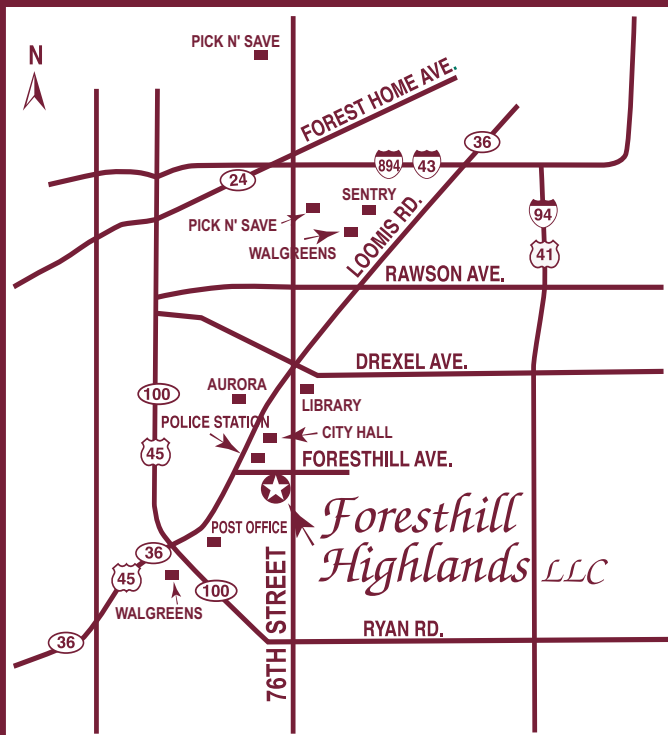 PICK N' SAVE
N
FOREST HOME AVE.
36
894
43
24
SENTRY
PICK N' SAVE
94
WALGREENS
LOOMIS RD.
41
RAWSON AVE.
DREXEL AVE.
AURORA
100
LIBRARY
POLICE STATION
CITY HALL
45
FORESTHILL AVE.
Foresthill
Highlands LLC
POST OFFICE
36
45
100
WALGREENS
76TH STREET
RYAN RD.
36